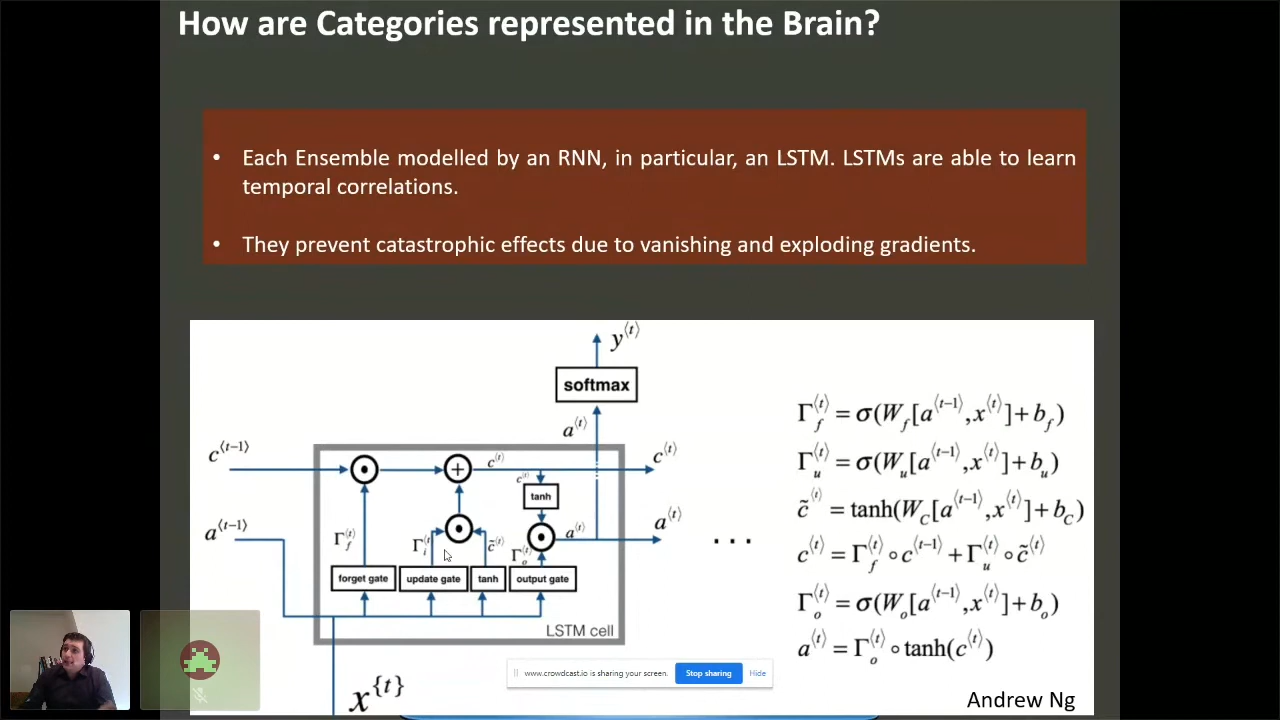 How are Categories represented in the Brain?
• Each Ensemble modelled by an RNN, in particular, an LSTM. LSTMs are able to learn
temporal correlations.
• They prevent catastrophic effects due to vanishing and exploding gradients.
y⟨t⟩
softmax
a⟨t⟩
c⟨t-1⟩
c⟨t⟩
c⟨t⟩
c⟨t⟩
tanh
a⟨t-1⟩
a⟨t⟩
a⟨t⟩
Γf⟨t⟩
Γi⟨t⟩
c̃⟨t⟩
Γo⟨t⟩
forget gate
update gate
tanh
output gate
LSTM cell
x{t}
...
Γf⟨t⟩ = σ(Wf[a⟨t-1⟩, x⟨t⟩] + bf)
Γu⟨t⟩ = σ(Wu[a⟨t-1⟩, x⟨t⟩] + bu)
c̃⟨t⟩ = tanh(WC[a⟨t-1⟩, x⟨t⟩] + bC)
c⟨t⟩ = Γf⟨t⟩ ∘ c⟨t-1⟩ + Γu⟨t⟩ ∘ c̃⟨t⟩
Γo⟨t⟩ = σ(Wo[a⟨t-1⟩, x⟨t⟩] + bo)
a⟨t⟩ = Γo⟨t⟩ ∘ tanh(c⟨t⟩)
www.crowdcast.io is sharing your screen. Stop sharing Hide
Andrew Ng